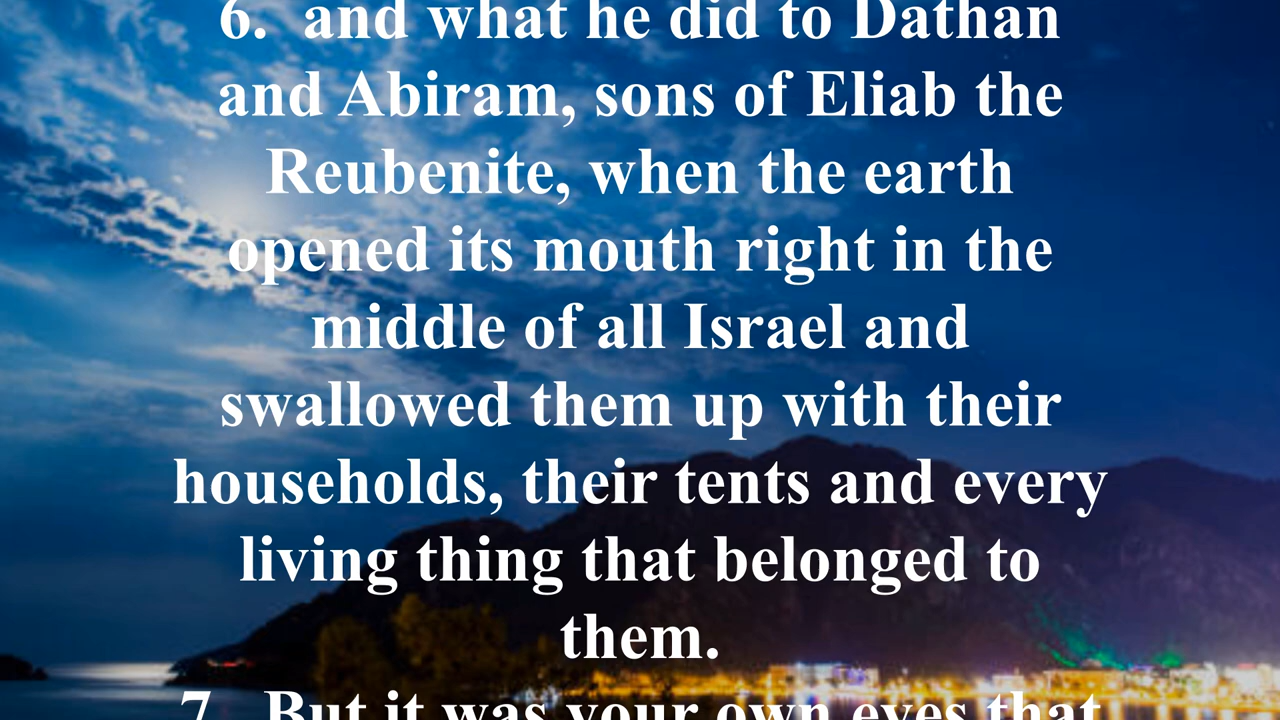 6. and what he did to Dathan
and Abiram, sons of Eliab the
Reubenite, when the earth
opened its mouth right in the
middle of all Israel and
swallowed them up with their
households, their tents and every
living thing that belonged to
them.
7. But it was your own eyes that